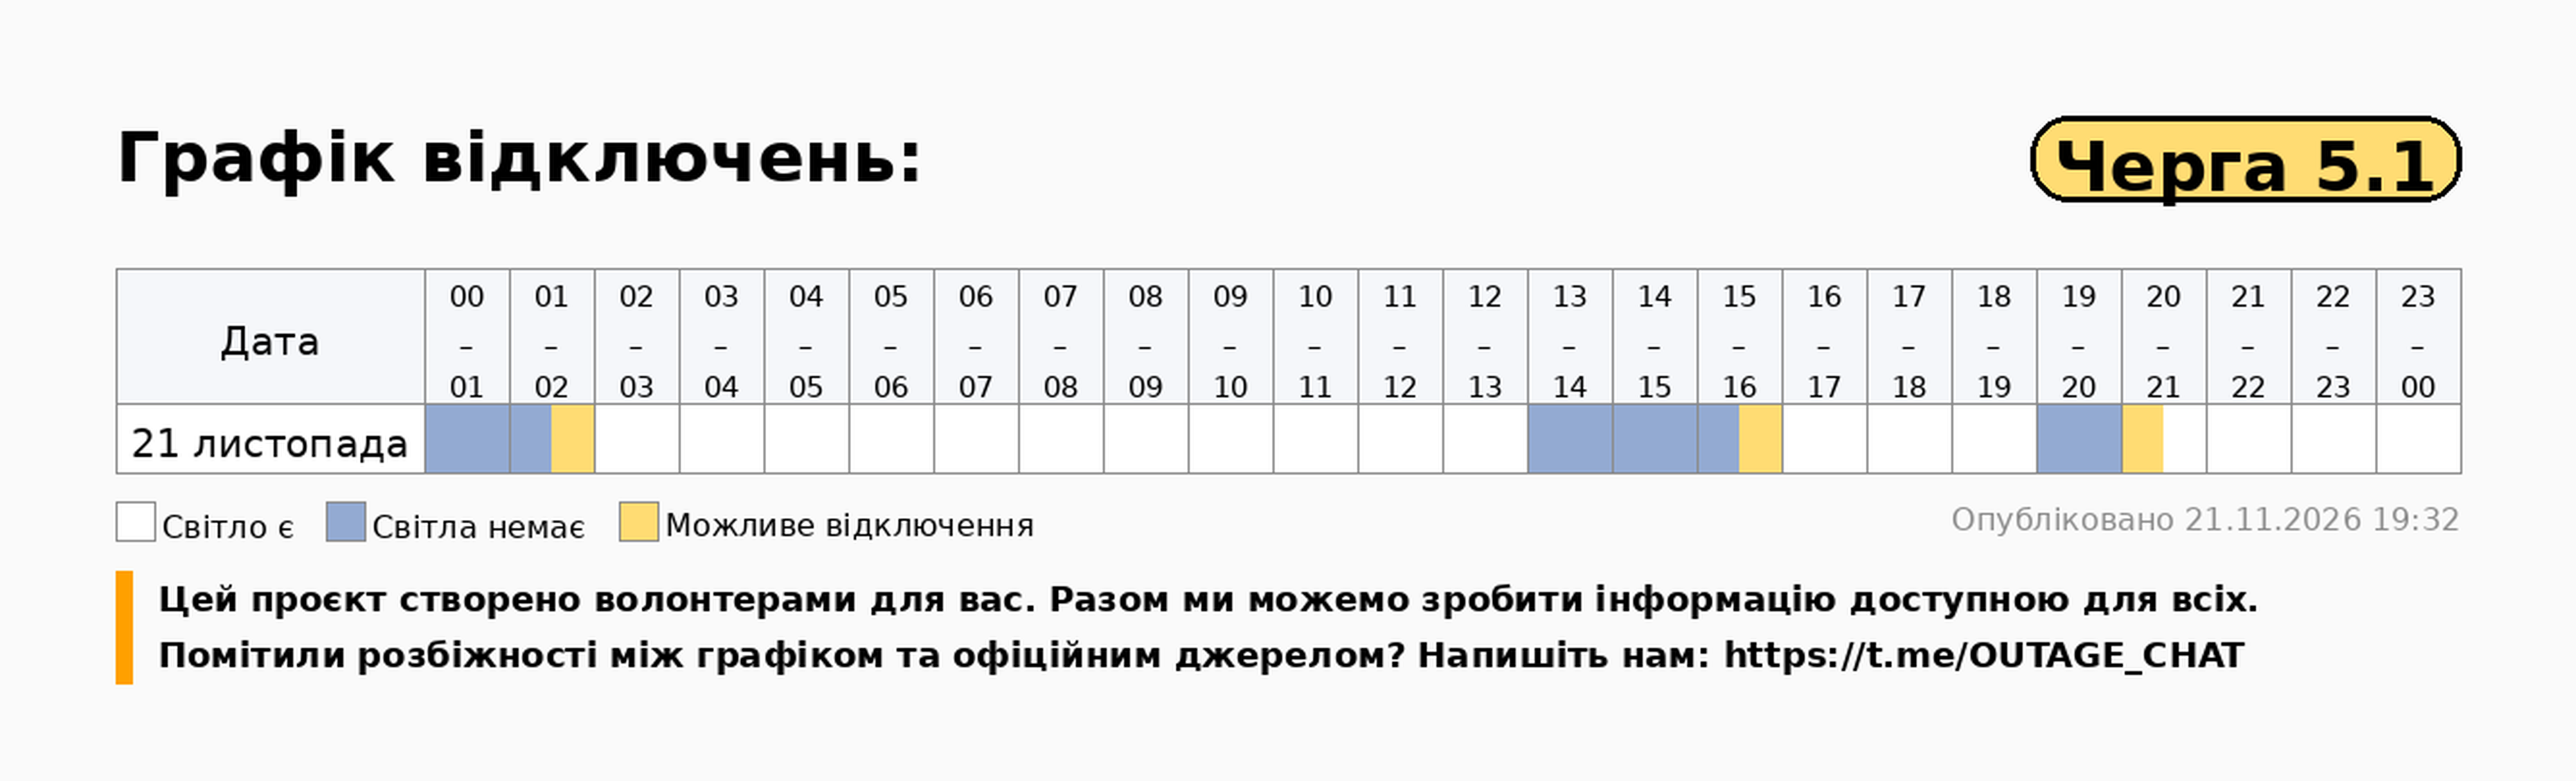 Графік відключень:
Черга 5.1
Дата 00 – 01 01 – 02 02 – 03 03 – 04 04 – 05 05 – 06 06 – 07 07 – 08 08 – 09 09 – 10 10 – 11 11 – 12 12 – 13 13 – 14 14 – 15 15 – 16 16 – 17 17 – 18 18 – 19 19 – 20 20 – 21 21 – 22 22 – 23 23 – 00
21 листопада
Світло є Світла немає Можливе відключення
Опубліковано 21.11.2026 19:32
Цей проєкт створено волонтерами для вас. Разом ми можемо зробити інформацію доступною для всіх.
Помітили розбіжності між графіком та офіційним джерелом? Напишіть нам: https://t.me/OUTAGE_CHAT